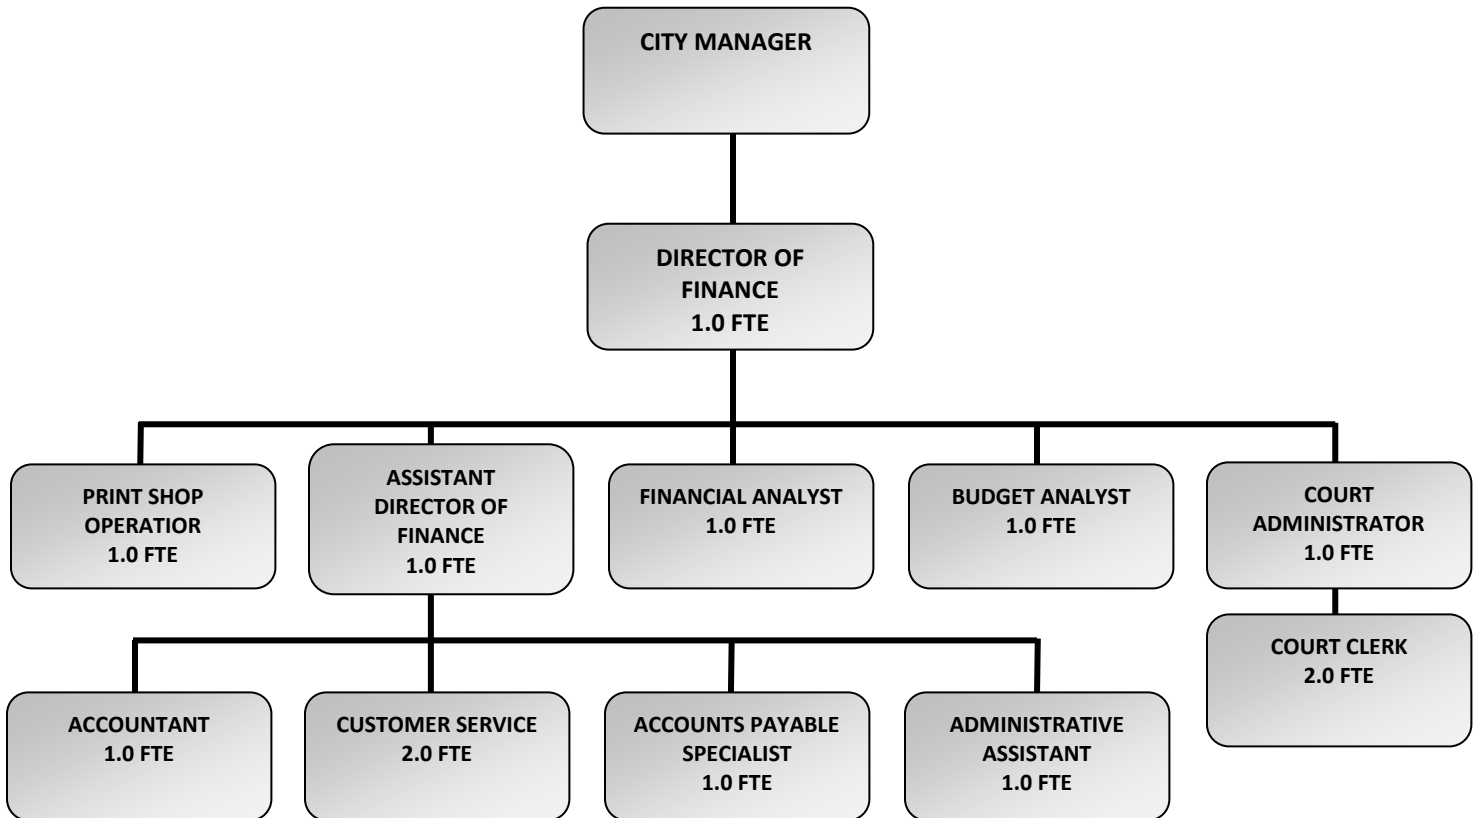 CITY MANAGER
DIRECTOR OF
FINANCE
1.0 FTE
PRINT SHOP
OPERATIOR
1.0 FTE
ASSISTANT
DIRECTOR OF
FINANCE
1.0 FTE
FINANCIAL ANALYST
1.0 FTE
BUDGET ANALYST
1.0 FTE
COURT
ADMINISTRATOR
1.0 FTE
COURT CLERK
2.0 FTE
ACCOUNTANT
1.0 FTE
CUSTOMER SERVICE
2.0 FTE
ACCOUNTS PAYABLE
SPECIALIST
1.0 FTE
ADMINISTRATIVE
ASSISTANT
1.0 FTE